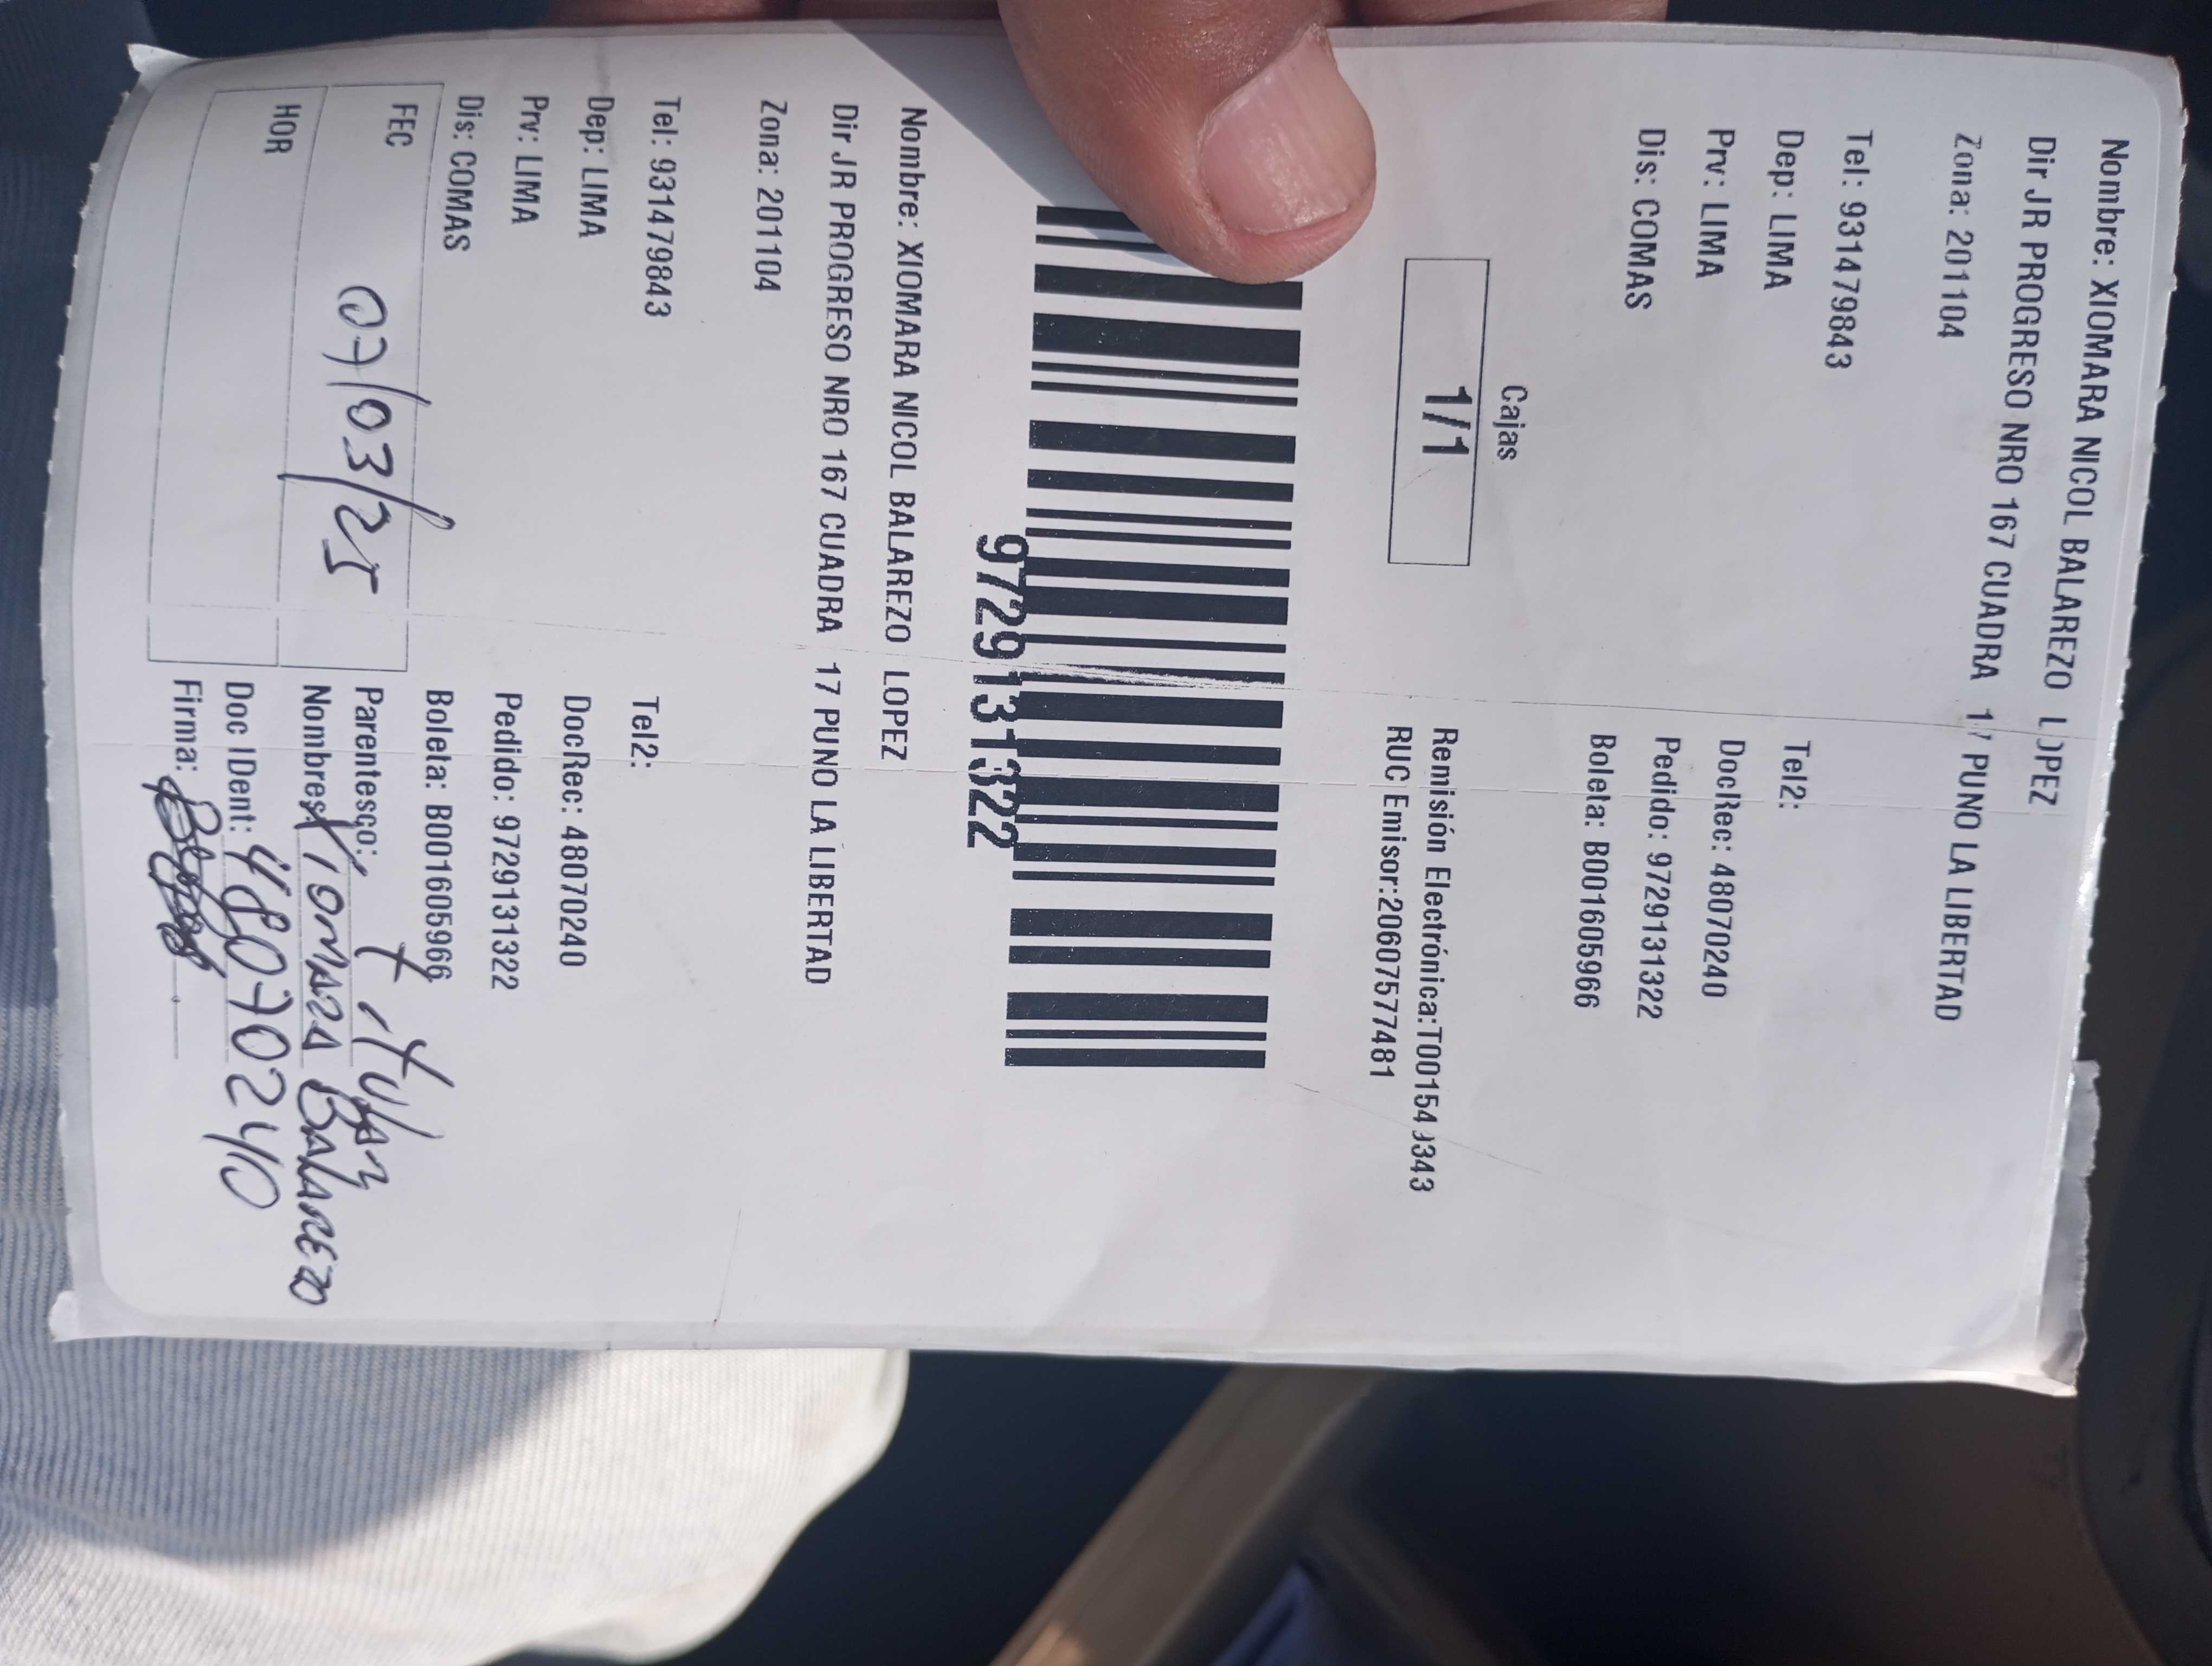 Nombre: XIOMARA NICOL BALAREZO LOPEZ
Dir JR PROGRESO NRO 167 CUADRA 17 PUNO LA LIBERTAD
Zona: 201104
Tel: 931479843 Tel2:
Dep: LIMA DocRec: 48070240
Prv: LIMA Pedido: 9729131322
Dis: COMAS Boleta: B001605966
Cajas
1/1
Remisión Electrónica:T00154 343
RUC Emisor:20607577481
9729131322
Nombre: XIOMARA NICOL BALAREZO LOPEZ
Dir JR PROGRESO NRO 167 CUADRA 17 PUNO LA LIBERTAD
Zona: 201104
Tel: 931479843 Tel2:
Dep: LIMA DocRec: 48070240
Prv: LIMA Pedido: 9729131322
Dis: COMAS Boleta: B001605966
FEC 07/03/25 Parentesco:
Nombres: XIOMARA BALAREZO
HOR Doc IDent: 48070240
Firma: